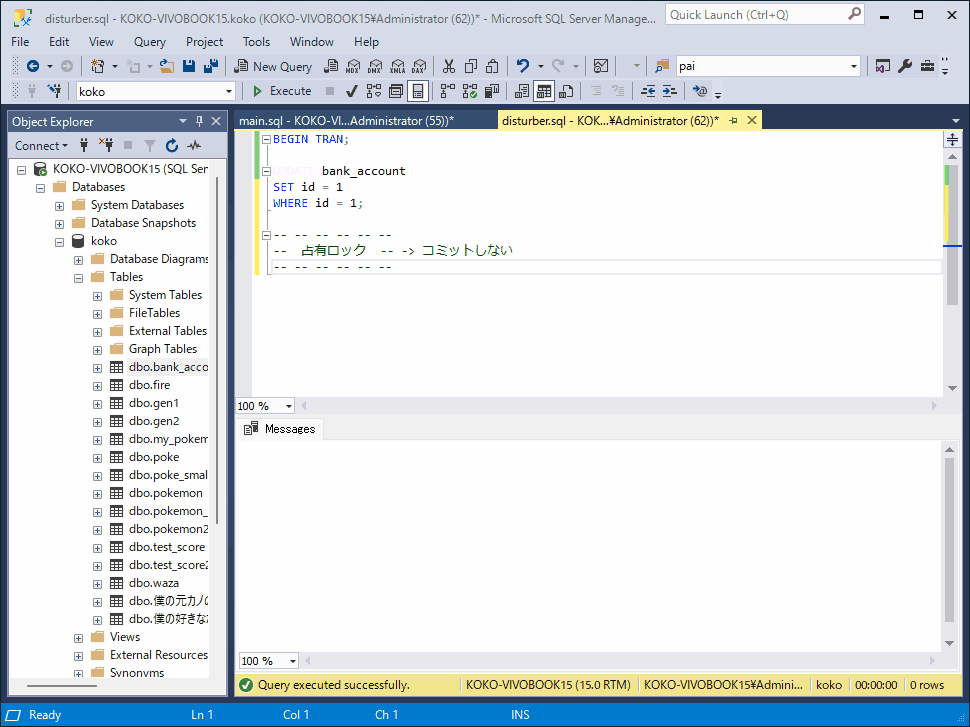 disturber.sql - KOKO-VIVOBOOK15.koko (KOKO-VIVOBOOK15¥Administrator (62))* - Microsoft SQL Server Manage...
Quick Launch (Ctrl+Q)
File Edit View Query Project Tools Window Help
New Query
MDX DMX XMLA DAX
pai
koko
Execute
Object Explorer
Connect
KOKO-VIVOBOOK15 (SQL Ser
Databases
System Databases
Database Snapshots
koko
Database Diagrams
Tables
System Tables
FileTables
External Tables
Graph Tables
dbo.bank_acco
dbo.fire
dbo.gen1
dbo.gen2
dbo.my_pokem
dbo.poke
dbo.poke_smal
dbo.pokemon
dbo.pokemon_
dbo.pokemon2
dbo.test_score
dbo.test_score2
dbo.waza
dbo.僕の元カノの
dbo.僕の好きな
Views
External Resources
Synonyms
main.sql - KOKO-VI...Administrator (55))*
disturber.sql - KOK...¥Administrator (62))*
BEGIN TRAN;
UPDATE bank_account
SET id = 1
WHERE id = 1;
-- -- -- -- -- --
-- 占有ロック -- -> コミットしない
-- -- -- -- -- --
100 %
Messages
100 %
Query executed successfully.
KOKO-VIVOBOOK15 (15.0 RTM)
KOKO-VIVOBOOK15¥Admini...
koko
00:00:00
0 rows
Ready
Ln 1
Col 1
Ch 1
INS